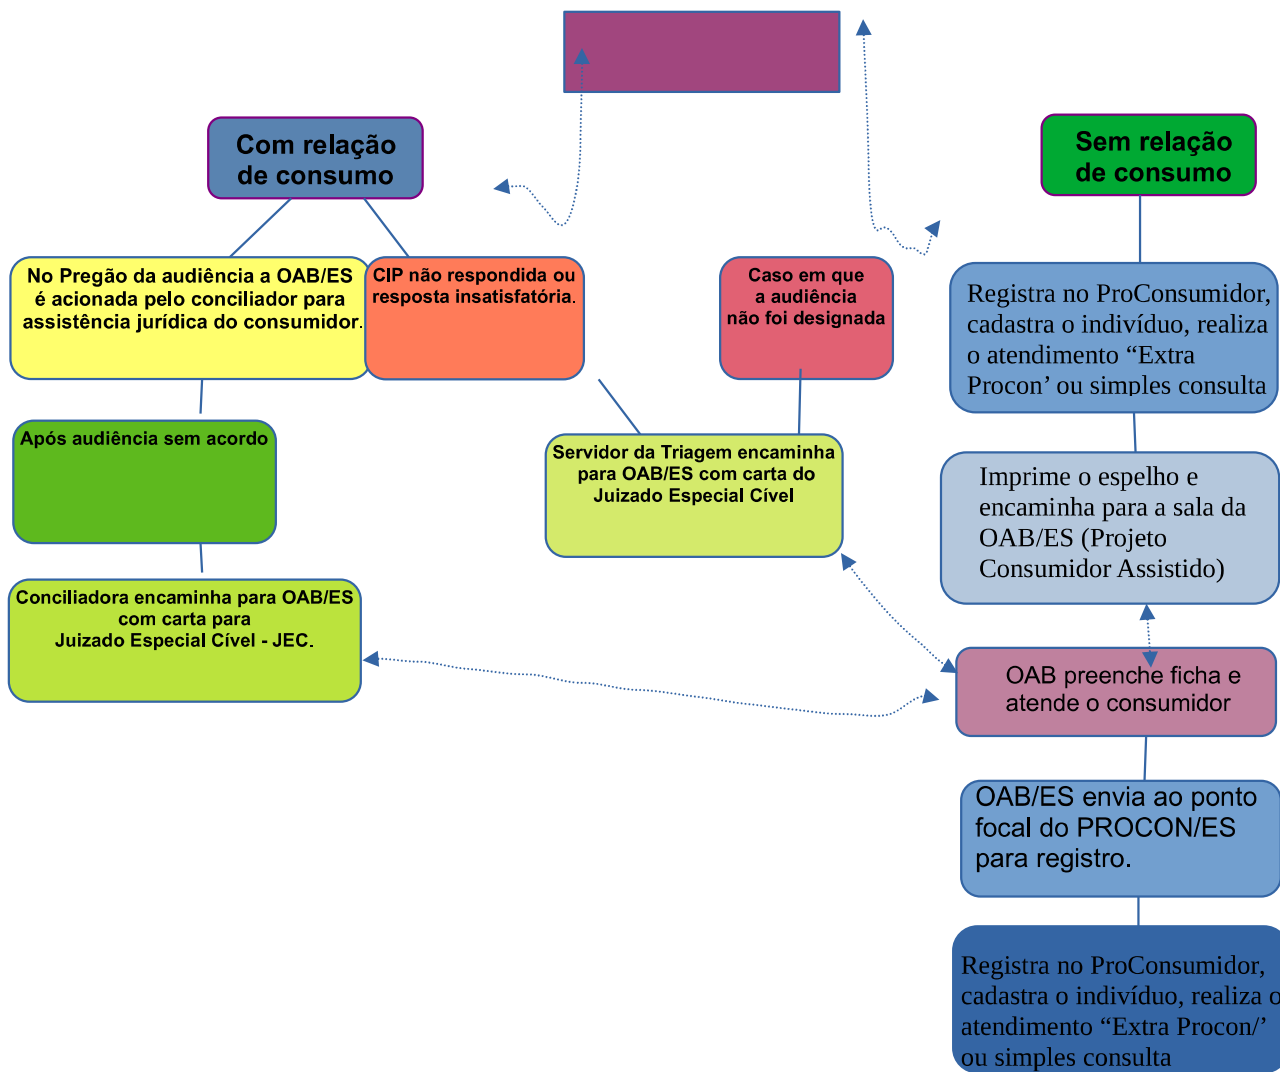 Com relação
de consumo
Sem relação
de consumo
No Pregão da audiência a OAB/ES
é acionada pelo conciliador para
assistência jurídica do consumidor.
CIP não respondida ou
resposta insatisfatória.
Caso em que
a audiência
não foi designada
Registra no ProConsumidor,
cadastra o indivíduo, realiza
o atendimento “Extra
Procon’ ou simples consulta
Após audiência sem acordo
Servidor da Triagem encaminha
para OAB/ES com carta do
Juizado Especial Cível
Imprime o espelho e
encaminha para a sala da
OAB/ES (Projeto
Consumidor Assistido)
Conciliadora encaminha para OAB/ES
com carta para
Juizado Especial Cível - JEC.
OAB preenche ficha e
atende o consumidor
OAB/ES envia ao ponto
focal do PROCON/ES
para registro.
Registra no ProConsumidor,
cadastra o indivíduo, realiza o
atendimento “Extra Procon/’
ou simples consulta